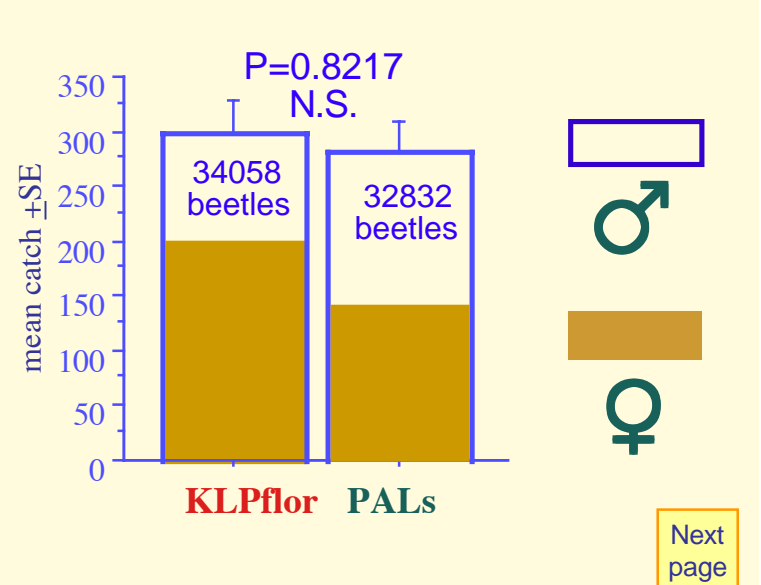 P=0.8217
N.S.
350
300
250
200
150
100
50
0
mean catch ±SE
34058
beetles
32832
beetles
♂
♀
KLPflor PALs
Next
page